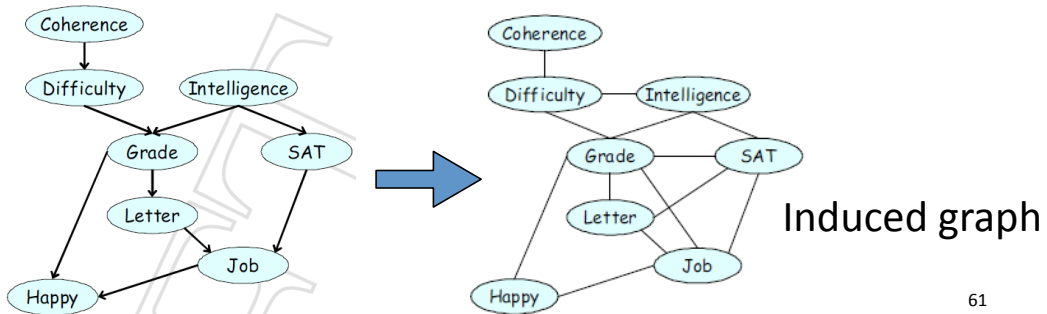 Coherence
Difficulty
Intelligence
Grade
SAT
Letter
Job
Happy
Coherence
Difficulty
Intelligence
Grade
SAT
Letter
Job
Happy
Induced graph
61